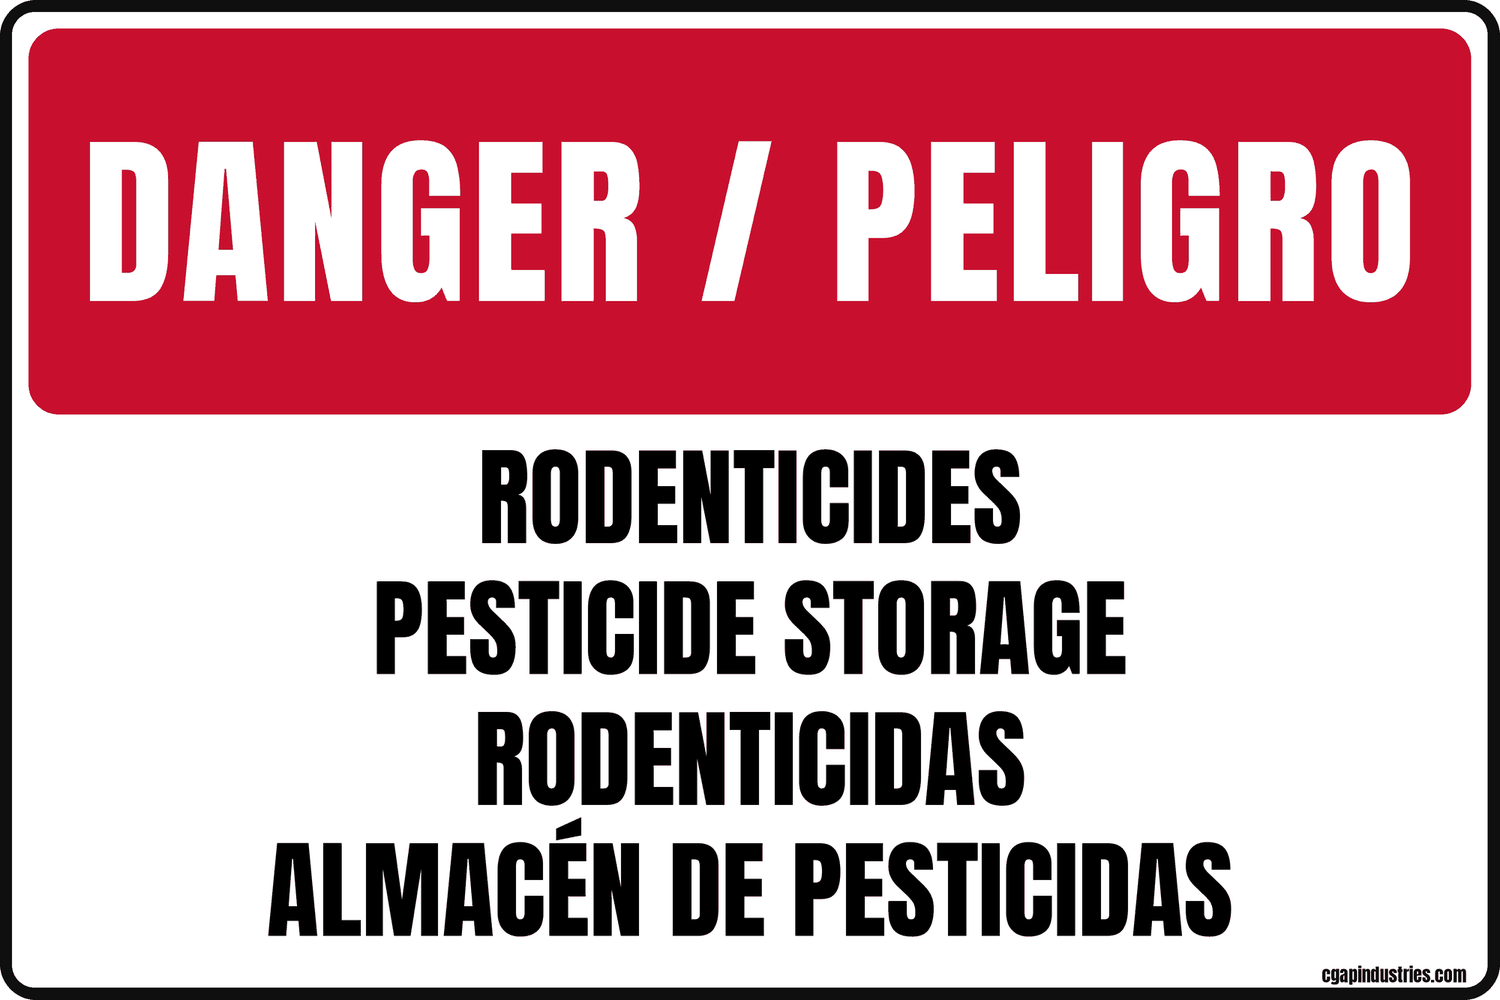 DANGER / PELIGRO
RODENTICIDES
PESTICIDE STORAGE
RODENTICIDAS
ALMACÉN DE PESTICIDAS
cgapindustries.com